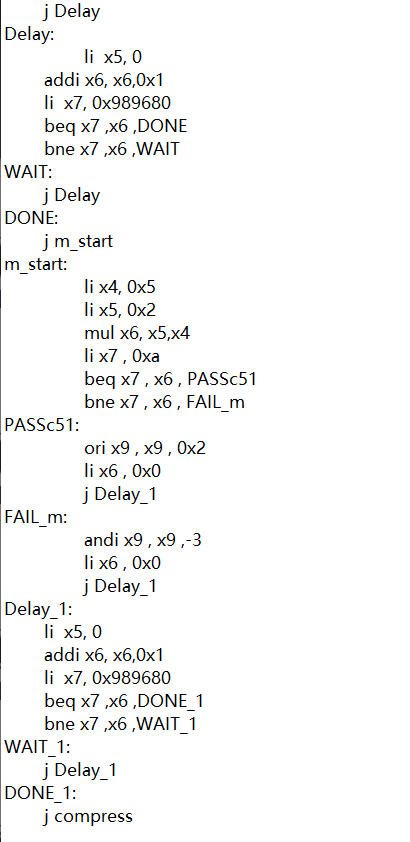 j Delay
Delay:
li  x5, 0
addi x6, x6,0x1
li  x7, 0x989680
beq x7 ,x6 ,DONE
bne x7 ,x6 ,WAIT
WAIT:
j Delay
DONE:
j m_start
m_start:
li x4, 0x5
li x5, 0x2
mul x6, x5,x4
li x7 , 0xa
beq x7 , x6 , PASSc51
bne x7 , x6 , FAIL_m
PASSc51:
ori x9 , x9 , 0x2
li x6 , 0x0
j Delay_1
FAIL_m:
andi x9 , x9 ,-3
li x6 , 0x0
j Delay_1
Delay_1:
li  x5, 0
addi x6, x6,0x1
li  x7, 0x989680
beq x7 ,x6 ,DONE_1
bne x7 ,x6 ,WAIT_1
WAIT_1:
j Delay_1
DONE_1:
j compress